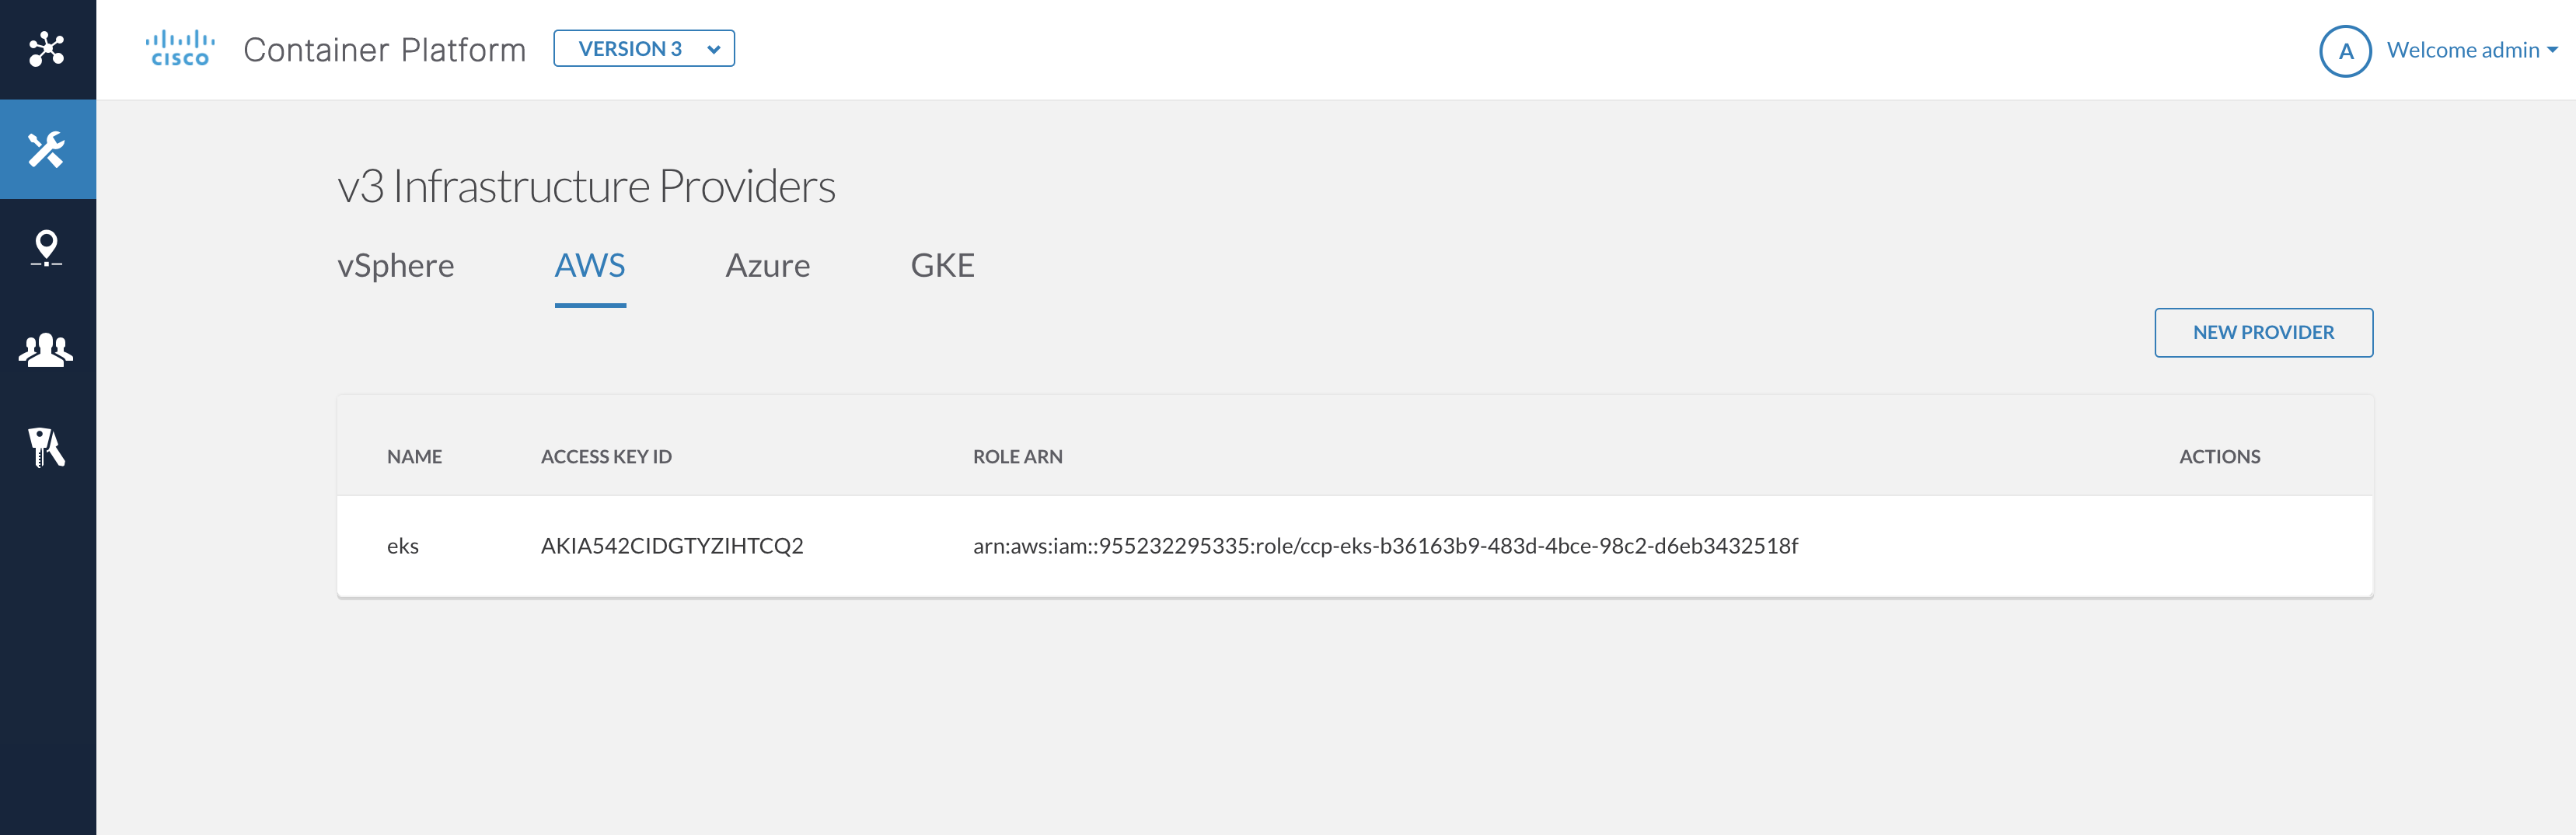 CISCO Container Platform VERSION 3
A Welcome admin
v3 Infrastructure Providers
vSphere AWS Azure GKE
NEW PROVIDER
NAME ACCESS KEY ID ROLE ARN ACTIONS
eks AKIA542CIDGTYZIHTCQ2 arn:aws:iam::955232295335:role/ccp-eks-b36163b9-483d-4bce-98c2-d6eb3432518f